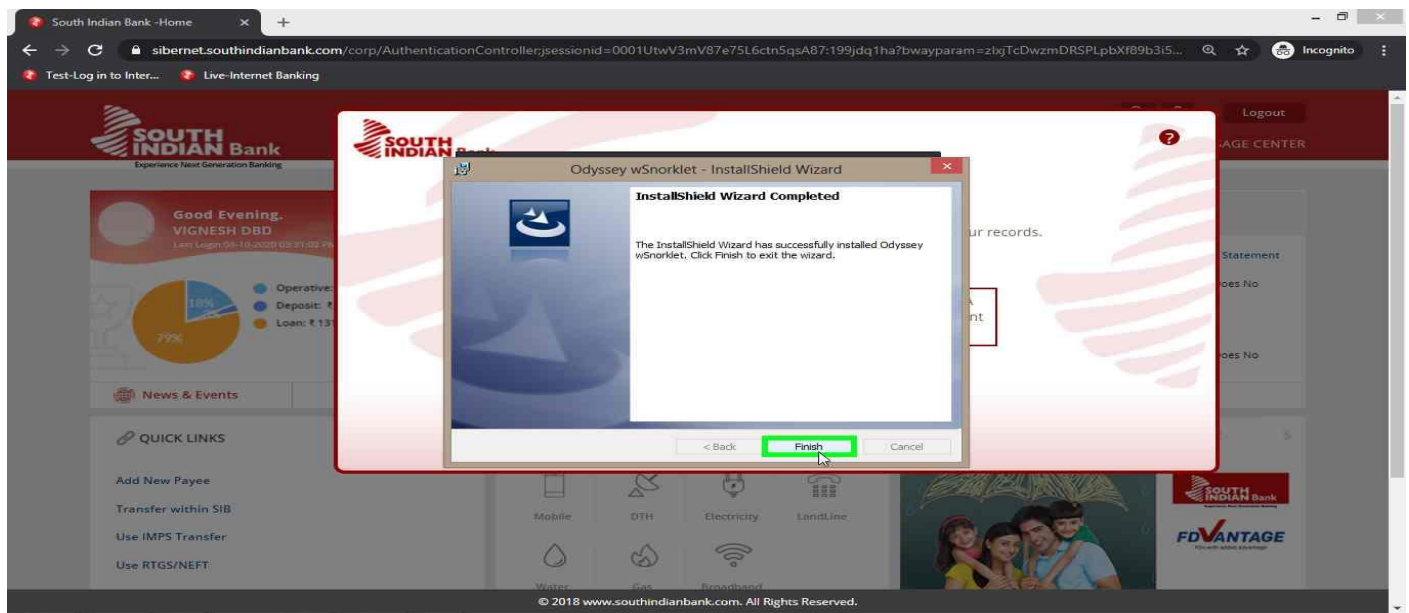 South Indian Bank -Home
sibernet.southindianbank.com/corp/AuthenticationController;jsessionid=0001UtwV3mV87e75L6ctn5qsA87:199jdq1ha?bwayparam=zlxjTcDwzmDRSPLpbXf89b3i5...
Incognito
Test-Log in to Inter...
Live-Internet Banking
Logout
SOUTH
INDIAN Bank
Experience Next Generation Banking
SOUTH
INDIAN
AGE CENTER
Odyssey wSnorklet - InstallShield Wizard
InstallShield Wizard Completed
The InstallShield Wizard has successfully installed Odyssey
wSnorklet. Click Finish to exit the wizard.
< Back
Finish
Cancel
ur records.
nt
Good Evening.
VIGNESH DBD
Operative:
Deposit: ₹
Loan: ₹ 131
18%
79%
Statement
oes No
oes No
News & Events
QUICK LINKS
Add New Payee
Transfer within SIB
Use IMPS Transfer
Use RTGS/NEFT
Mobile
DTH
Electricity
LandLine
Water
Gas
Broadband
SOUTH
INDIAN Bank
FDVANTAGE
© 2018 www.southindianbank.com. All Rights Reserved.